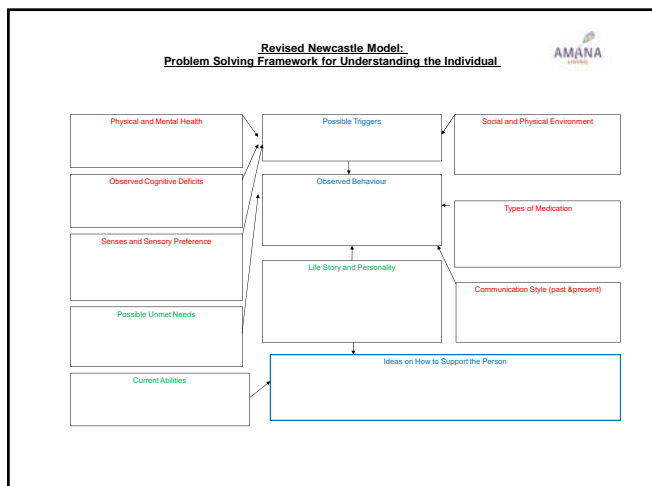 Revised Newcastle Model:
Problem Solving Framework for Understanding the Individual
AMANA
LIVING
Physical and Mental Health
Possible Triggers
Social and Physical Environment
Observed Cognitive Deficits
Observed Behaviour
Types of Medication
Senses and Sensory Preference
Life Story and Personality
Communication Style (past &present)
Possible Unmet Needs
Ideas on How to Support the Person
Current Abilities